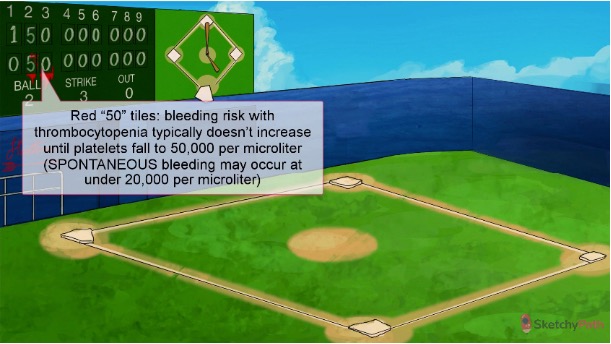 1 2 3 4 5 6 7 8 9
1 5 0 0 0 0 0 0 0
0 5 0 0 0 0 0 0 0
BALL STRIKE OUT
2 3 0
Red “50” tiles: bleeding risk with
thrombocytopenia typically doesn’t increase
until platelets fall to 50,000 per microliter
(SPONTANEOUS bleeding may occur at
under 20,000 per microliter)
SketchyPath